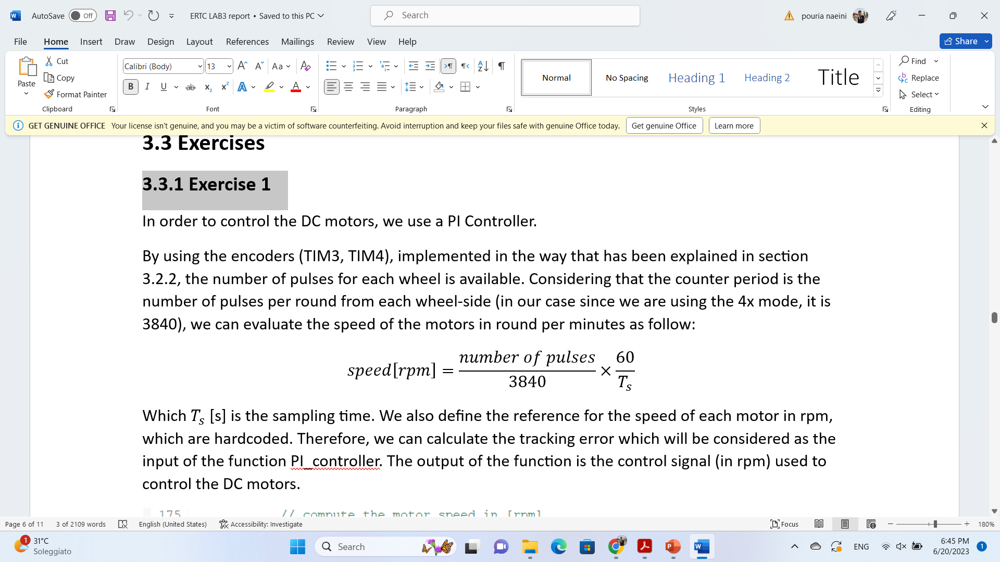 AutoSave Off ERTC LAB3 report • Saved to this PC Search pouria naeini
File Home Insert Draw Design Layout References Mailings Review View Help Share
Paste Cut Copy Format Painter
Calibri (Body) 13
Normal No Spacing Heading 1 Heading 2 Title
Find Replace Select
Clipboard Font Paragraph Styles Editing
GET GENUINE OFFICE Your license isn't genuine, and you may be a victim of software counterfeiting. Avoid interruption and keep your files safe with genuine Office today. Get genuine Office Learn more
3.3 Exercises
3.3.1 Exercise 1
In order to control the DC motors, we use a PI Controller.
By using the encoders (TIM3, TIM4), implemented in the way that has been explained in section
3.2.2, the number of pulses for each wheel is available. Considering that the counter period is the
number of pulses per round from each wheel-side (in our case since we are using the 4x mode, it is
3840), we can evaluate the speed of the motors in round per minutes as follow:
speed[rpm] = number of pulses / 3840 × 60 / Ts
Which Ts [s] is the sampling time. We also define the reference for the speed of each motor in rpm,
which are hardcoded. Therefore, we can calculate the tracking error which will be considered as the
input of the function PI_controller. The output of the function is the control signal (in rpm) used to
control the DC motors.
175 // compute the motor speed in [rpm]
Page 6 of 11 3 of 2109 words English (United States) Accessibility: Investigate Focus 180%
1 31°C Soleggiato Search ENG 6:45 PM 6/20/2023 1